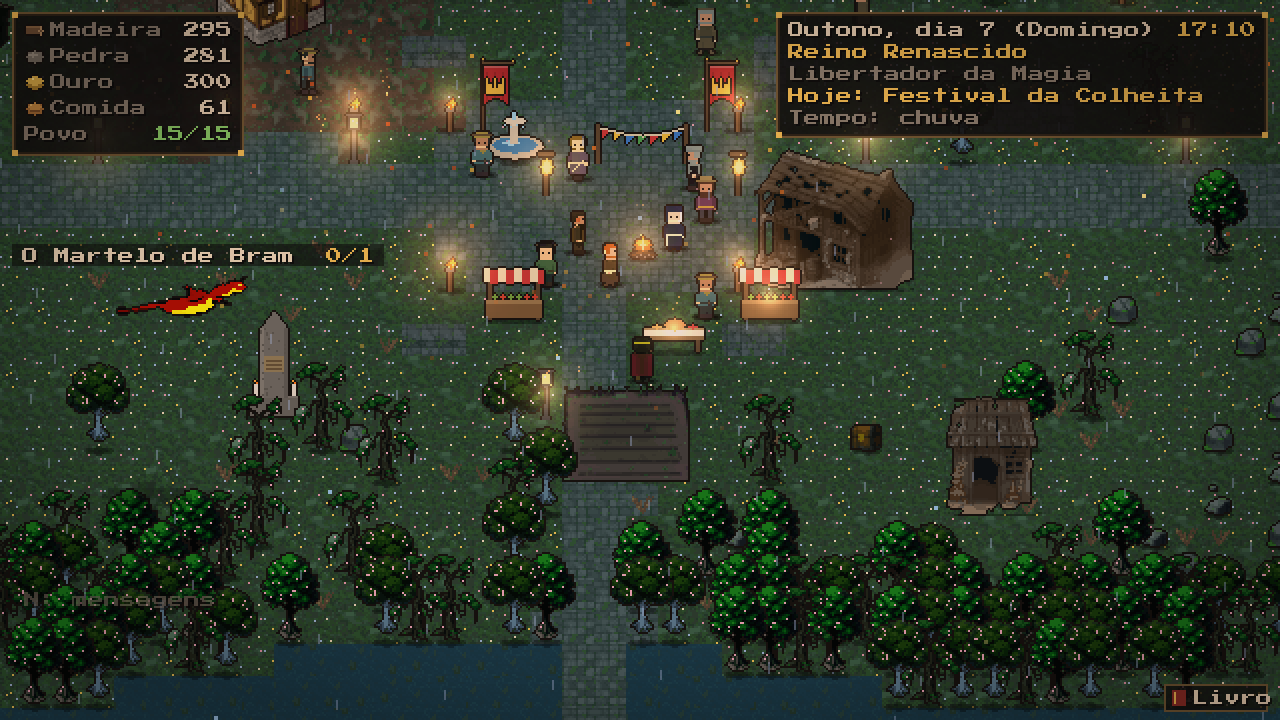 Madeira 295
Pedra 281
Ouro 300
Comida 61
Povo 15/15
Outono, dia 7 (Domingo) 17:10
Reino Renascido
Libertador da Magia
Hoje: Festival da Colheita
Tempo: chuva
O Martelo de Bram 0/1
N: mensagens
Livro